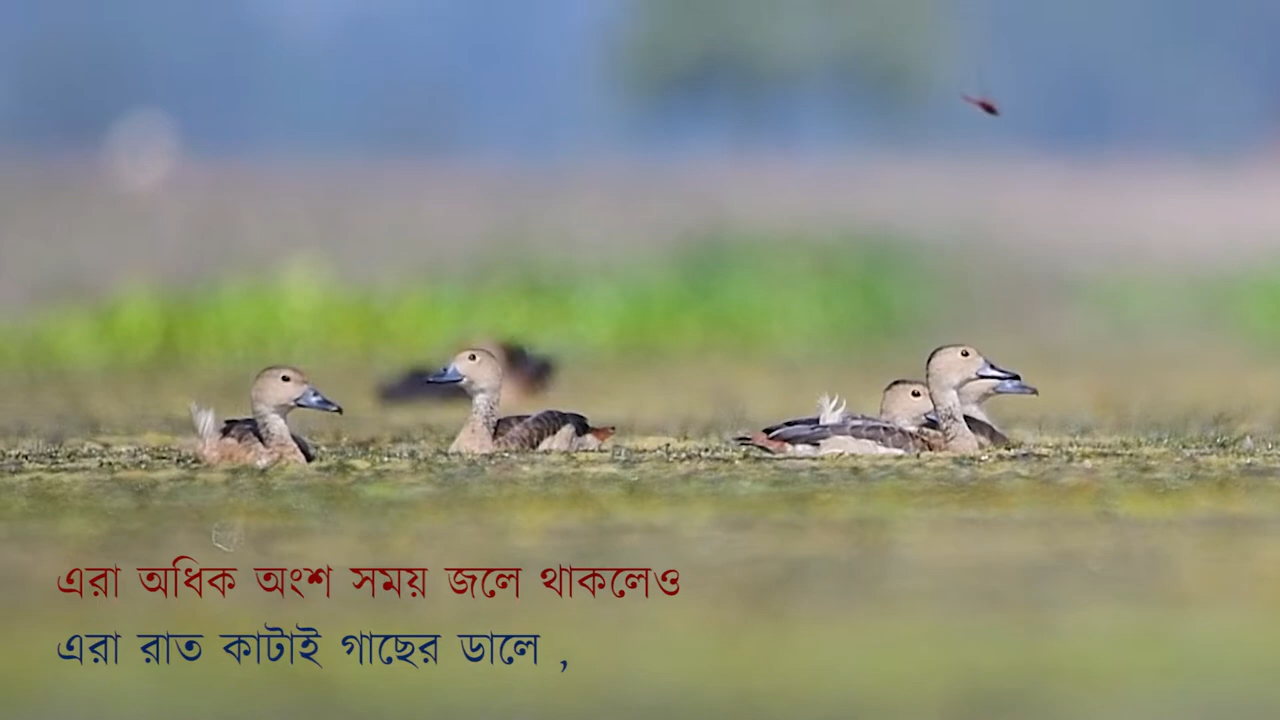 এরা অধিক অংশ সময় জলে থাকলেও
এরা রাত কাটাই গাছের ডালে ,